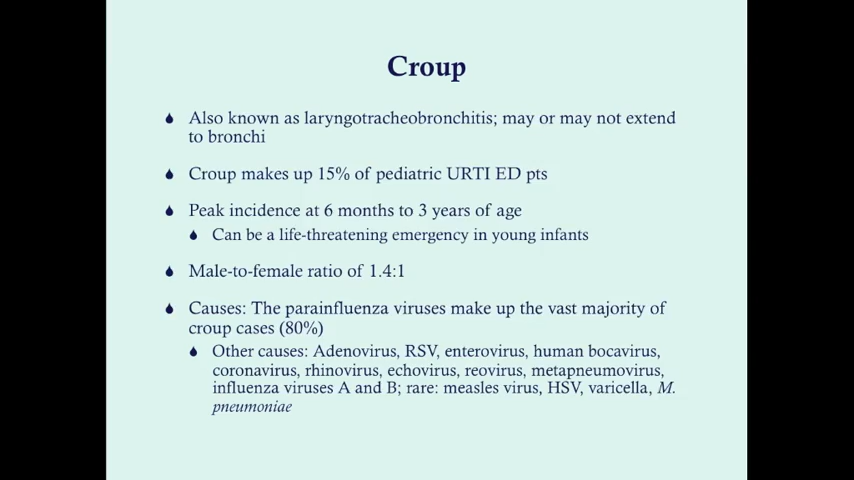 Croup
Also known as laryngotracheobronchitis; may or may not extend
to bronchi
Croup makes up 15% of pediatric URTI ED pts
Peak incidence at 6 months to 3 years of age
Can be a life-threatening emergency in young infants
Male-to-female ratio of 1.4:1
Causes: The parainfluenza viruses make up the vast majority of
croup cases (80%)
Other causes: Adenovirus, RSV, enterovirus, human bocavirus,
coronavirus, rhinovirus, echovirus, reovirus, metapneumovirus,
influenza viruses A and B; rare: measles virus, HSV, varicella, M.
pneumoniae